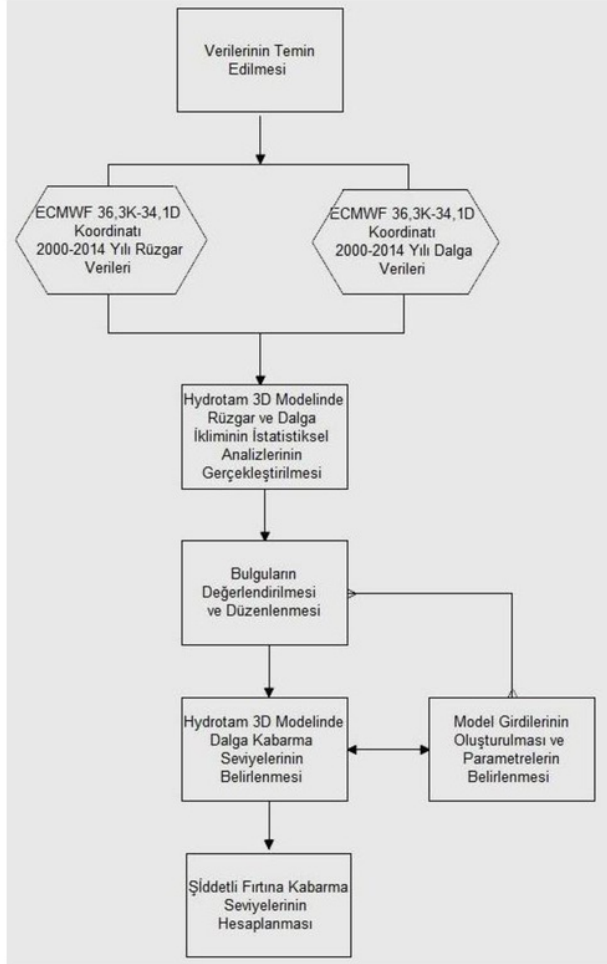 Verilerinin Temin
Edilmesi
ECMWF 36,3K-34,1D
Koordinatı
2000-2014 Yılı Rüzgar
Verileri
ECMWF 36,3K-34,1D
Koordinatı
2000-2014 Yılı Dalga
Verileri
Hydrotam 3D Modelinde
Rüzgar ve Dalga
İkliminin İstatistiksel
Analizlerinin
Gerçekleştirilmesi
Bulguların
Değerlendirilmesi
ve Düzenlenmesi
Hydrotam 3D Modelinde
Dalga Kabarma
Seviyelerinin
Belirlenmesi
Model Girdilerinin
Oluşturulması ve
Parametrelerin
Belirlenmesi
Şİddetli Fırtına Kabarma
Seviyelerinin
Hesaplanması